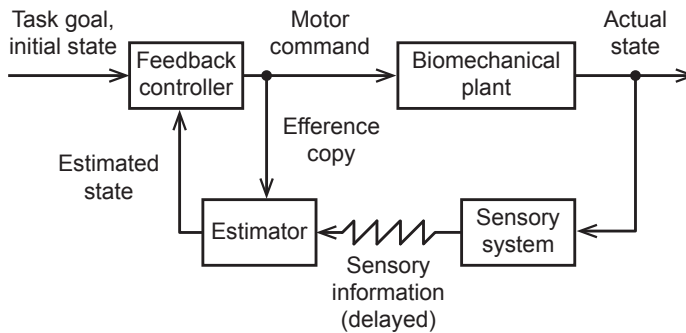 Task goal,
initial state
Feedback
controller
Motor
command
Biomechanical
plant
Actual
state
Efference
copy
Estimated
state
Estimator
Sensory
system
Sensory
information
(delayed)